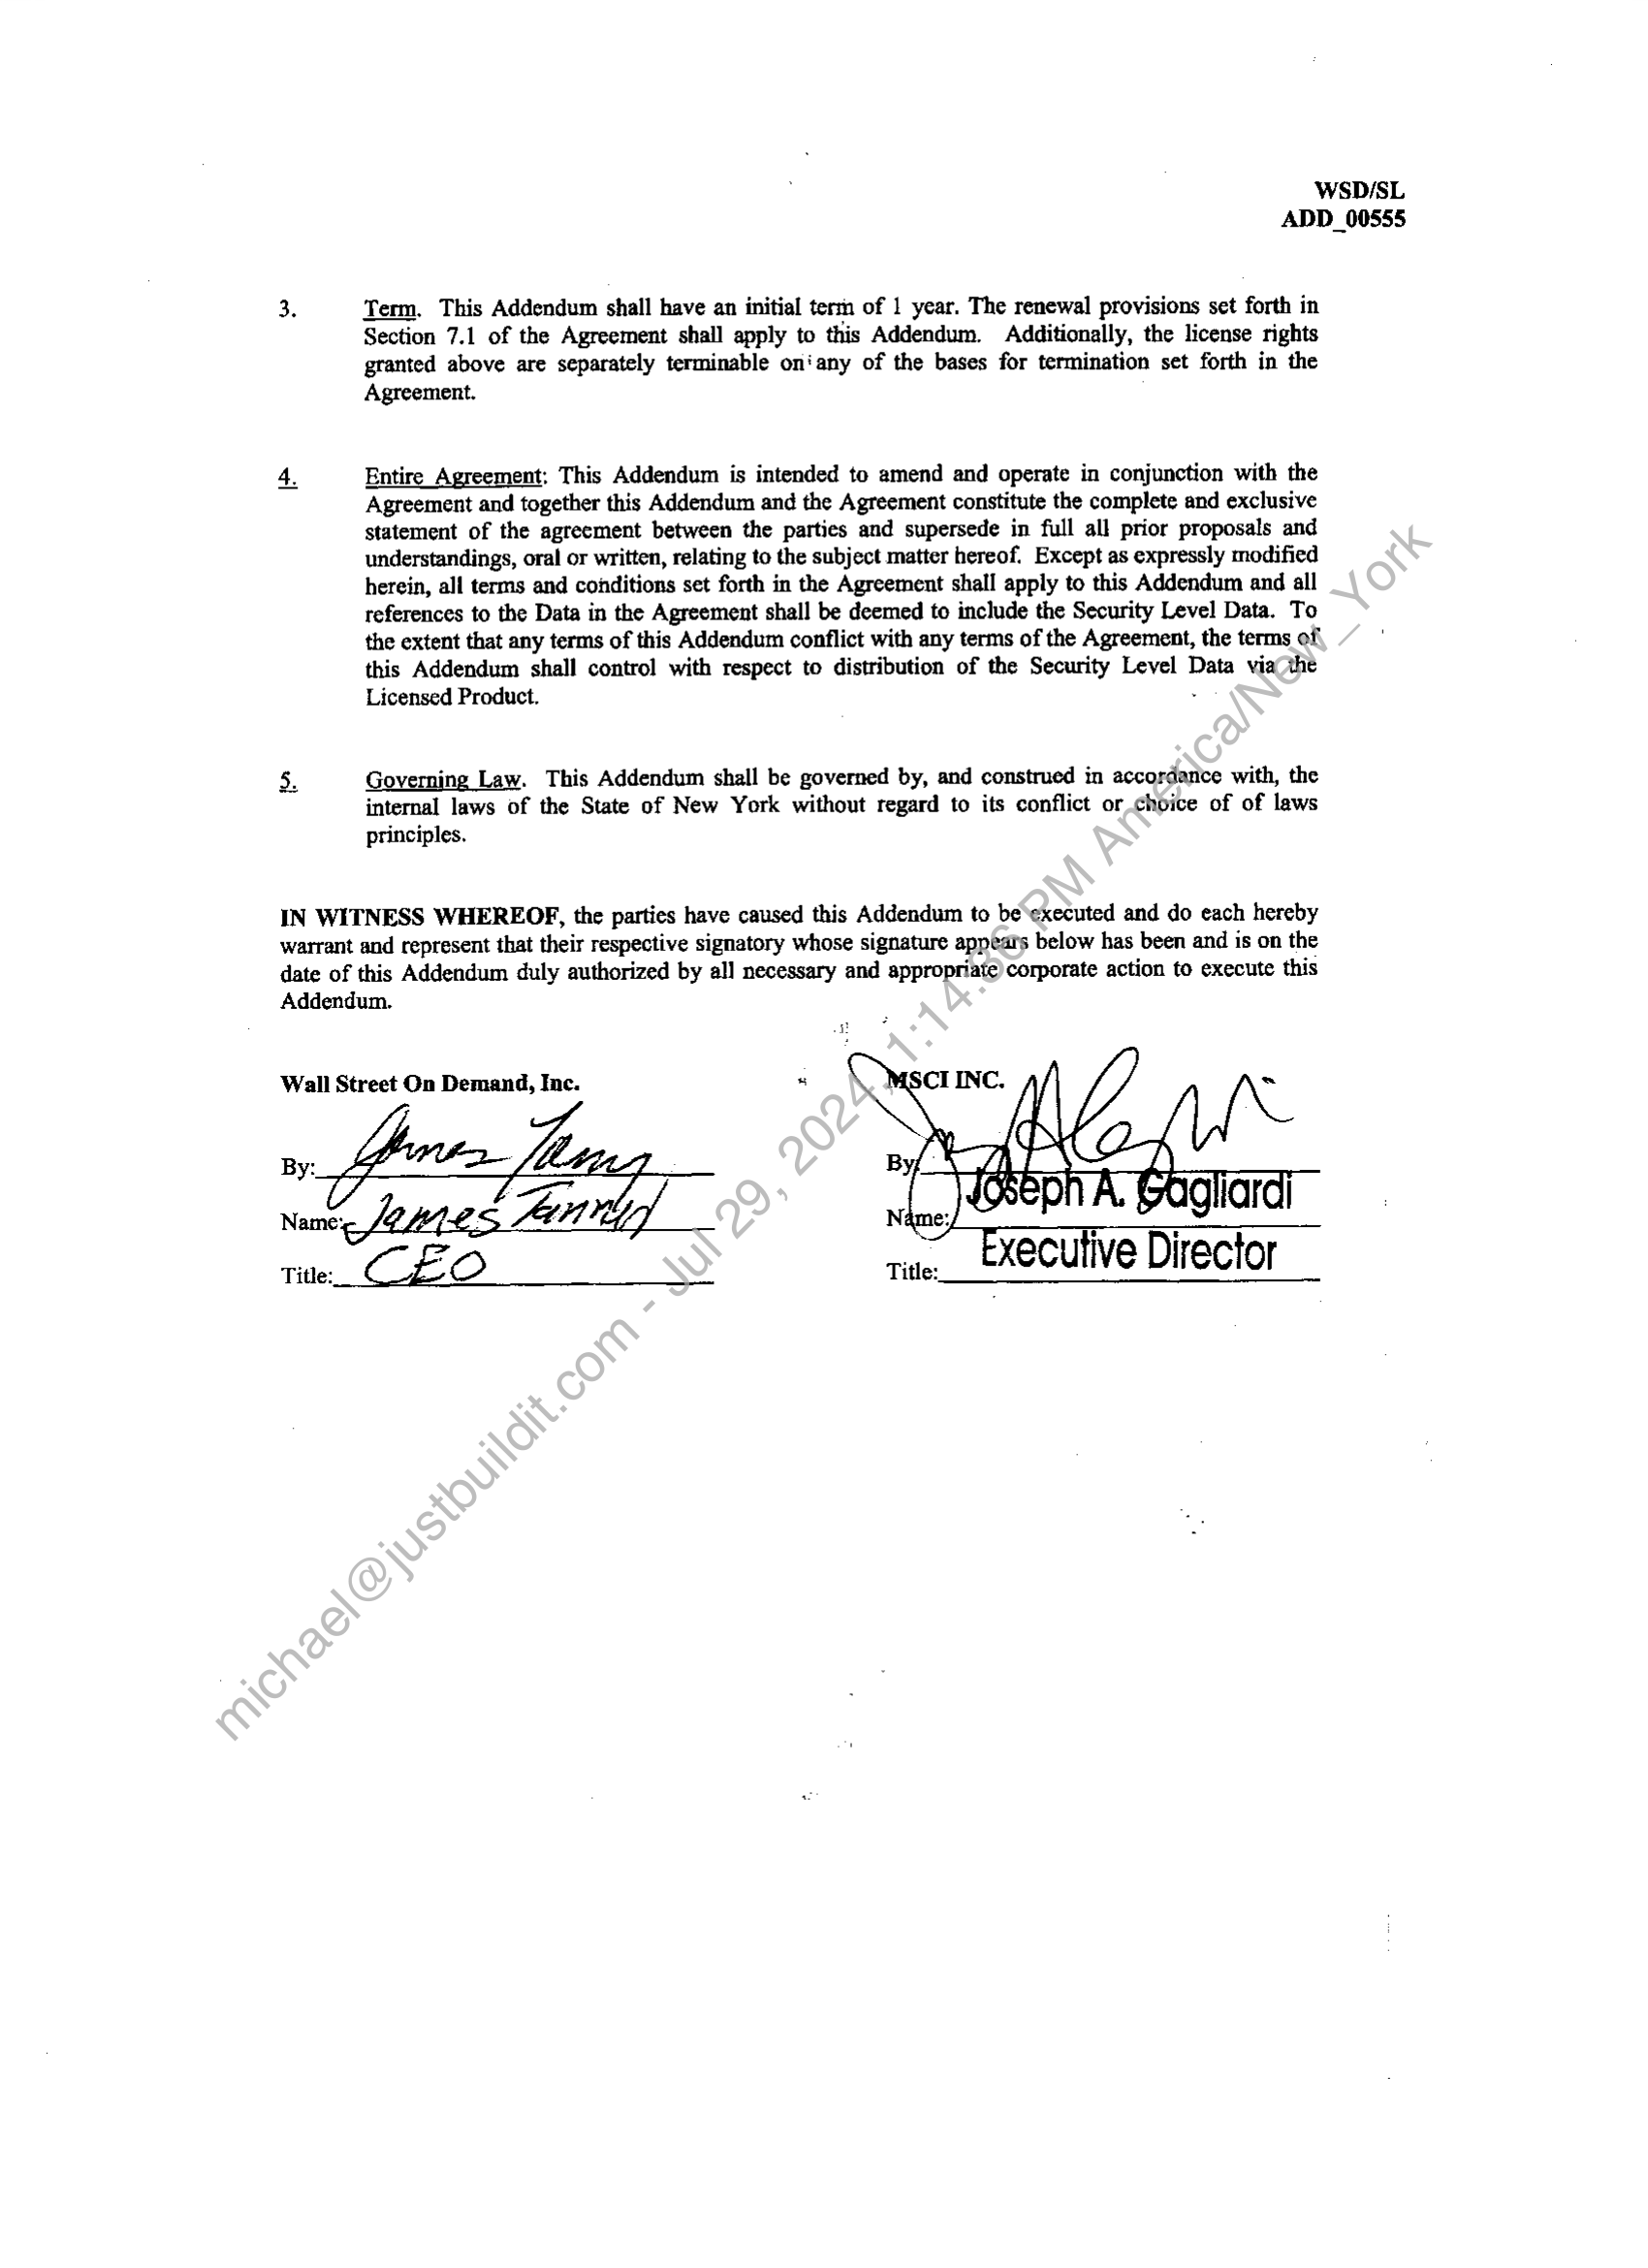 WSD/SL
ADD_00555
3. Term. This Addendum shall have an initial term of 1 year. The renewal provisions set forth in
Section 7.1 of the Agreement shall apply to this Addendum. Additionally, the license rights
granted above are separately terminable on any of the bases for termination set forth in the
Agreement.
4. Entire Agreement: This Addendum is intended to amend and operate in conjunction with the
Agreement and together this Addendum and the Agreement constitute the complete and exclusive
statement of the agreement between the parties and supersede in full all prior proposals and
understandings, oral or written, relating to the subject matter hereof. Except as expressly modified
herein, all terms and conditions set forth in the Agreement shall apply to this Addendum and all
references to the Data in the Agreement shall be deemed to include the Security Level Data. To
the extent that any terms of this Addendum conflict with any terms of the Agreement, the terms of
this Addendum shall control with respect to distribution of the Security Level Data via the
Licensed Product.
5. Governing Law. This Addendum shall be governed by, and construed in accordance with, the
internal laws of the State of New York without regard to its conflict or choice of of laws
principles.
IN WITNESS WHEREOF, the parties have caused this Addendum to be executed and do each hereby
warrant and represent that their respective signatory whose signature appears below has been and is on the
date of this Addendum duly authorized by all necessary and appropriate corporate action to execute this
Addendum.
Wall Street On Demand, Inc.
By: James
Name: James Tanner
Title: CEO
MSCI INC.
By:
Name: Joseph A. Gagliardi
Title: Executive Director
michael@justbuildit.com - Jul 29, 2024, 1:14:36 PM America/New_York